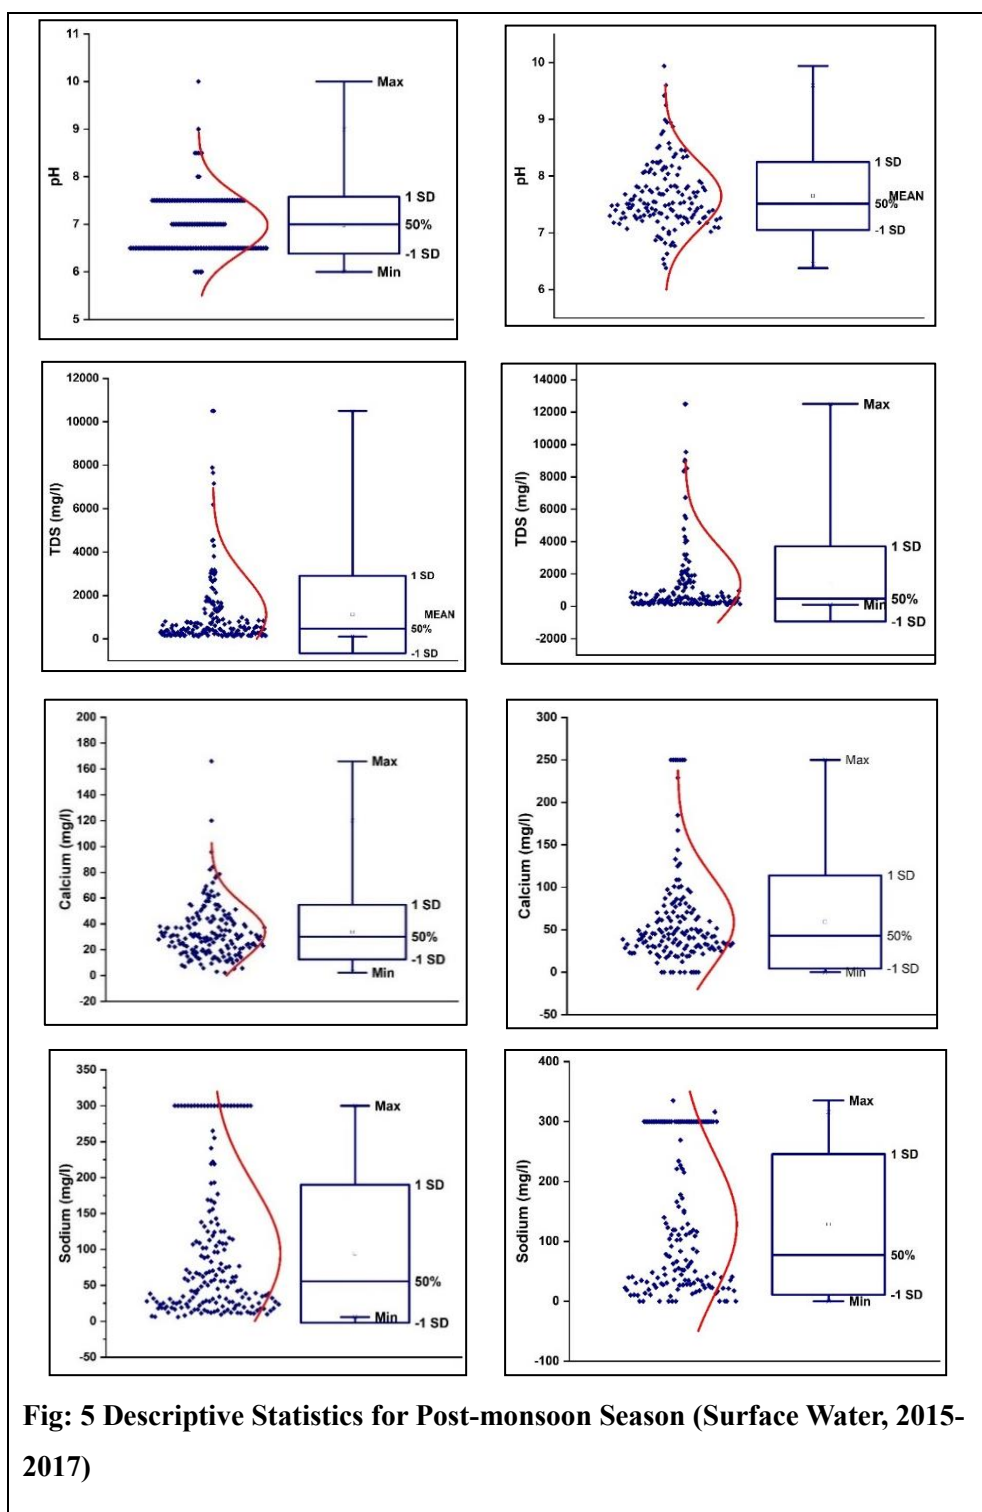 11
10
9
8
7
6
5
pH
Max
1 SD
50%
-1 SD
Min
10
9
8
7
6
pH
1 SD
MEAN
50%
-1 SD
12000
10000
8000
6000
4000
2000
0
TDS (mg/l)
1 SD
MEAN
50%
-1 SD
14000
12000
10000
8000
6000
4000
2000
0
-2000
TDS (mg/l)
Max
1 SD
50%
Min
-1 SD
200
180
160
140
120
100
80
60
40
20
0
-20
Calcium (mg/l)
Max
1 SD
50%
-1 SD
Min
300
250
200
150
100
50
0
-50
Calcium (mg/l)
Max
1 SD
50%
-1 SD
Min
350
300
250
200
150
100
50
0
-50
Sodium (mg/l)
Max
1 SD
50%
Min
-1 SD
400
300
200
100
0
-100
Sodium (mg/l)
Max
1 SD
50%
-1 SD
Min
Fig: 5 Descriptive Statistics for Post-monsoon Season (Surface Water, 2015-
2017)